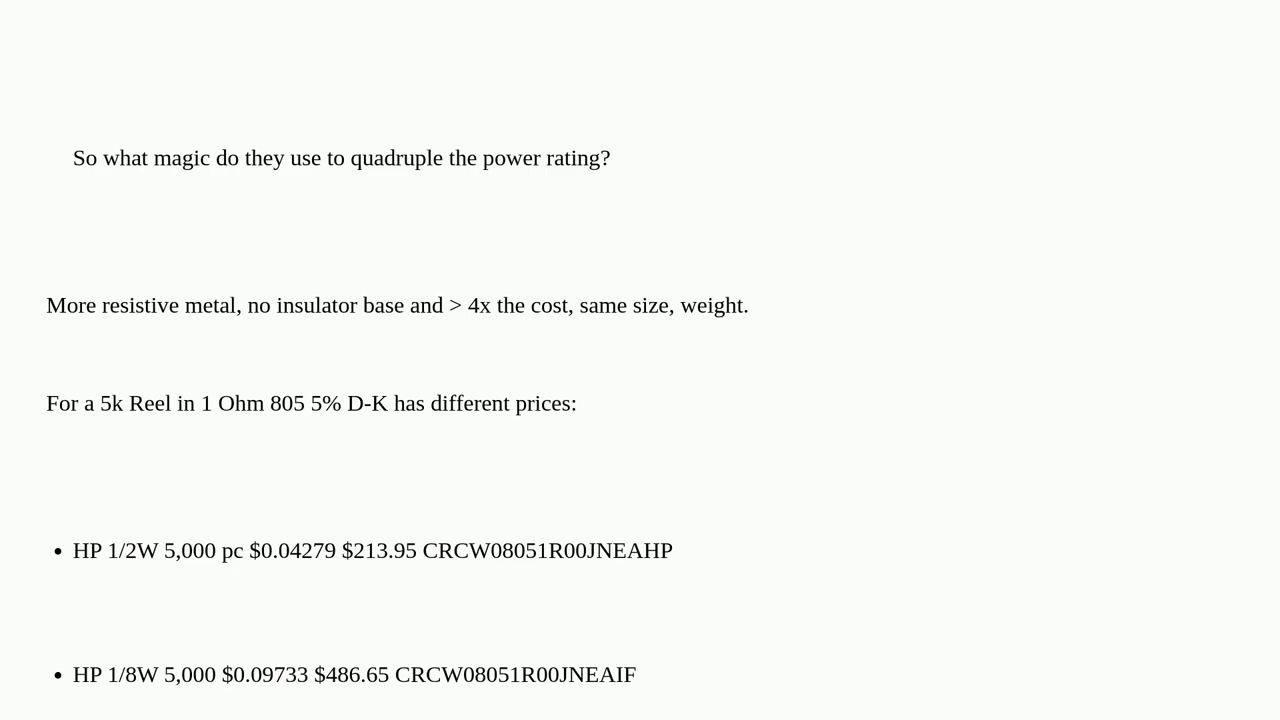 So what magic do they use to quadruple the power rating?
More resistive metal, no insulator base and > 4x the cost, same size, weight.
For a 5k Reel in 1 Ohm 805 5% D-K has different prices:
• HP 1/2W 5,000 pc $0.04279 $213.95 CRCW08051R00JNEAHP
• HP 1/8W 5,000 $0.09733 $486.65 CRCW08051R00JNEAIF